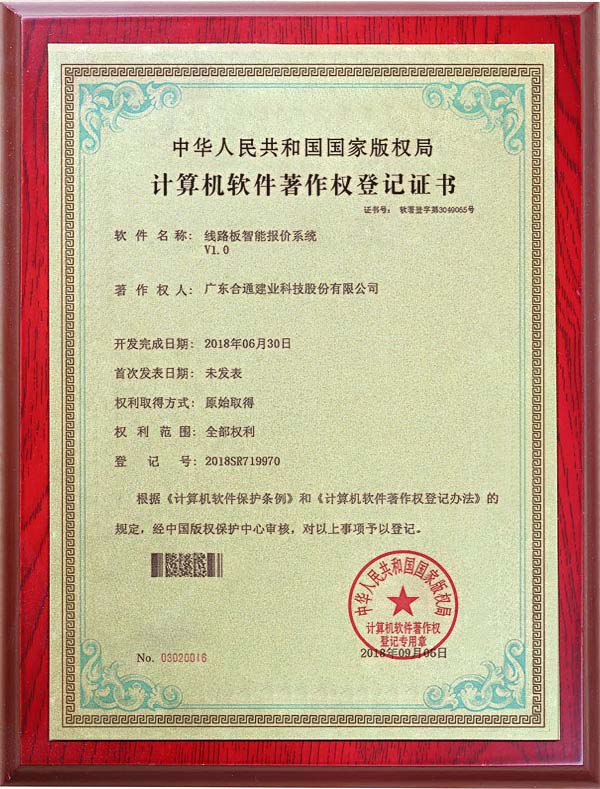 中华人民共和国国家版权局
计算机软件著作权登记证书
证书号： 软著登字第3049065号
软件名称： 线路板智能报价系统
V1.0
著作权人： 广东合通建业科技股份有限公司
开发完成日期： 2018年06月30日
首次发表日期： 未发表
权利取得方式： 原始取得
权利范围： 全部权利
登记号： 2018SR719970
根据《计算机软件保护条例》和《计算机软件著作权登记办法》的
规定，经中国版权保护中心审核，对以上事项予以登记。
中华人民共和国国家版权局
计算机软件著作权
登记专用章
No. 03020016
2018年09月06日